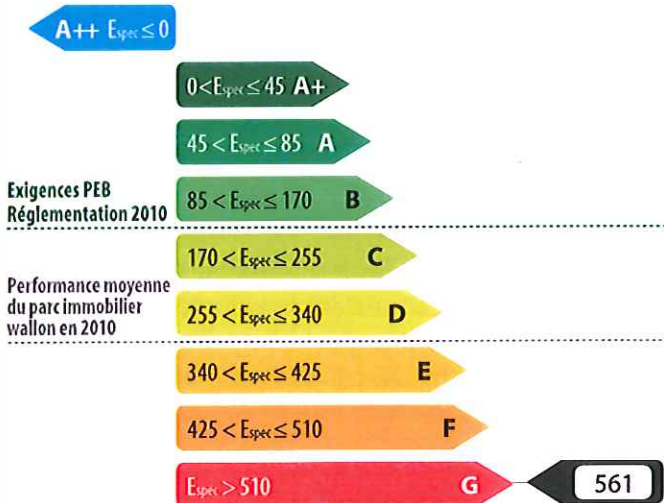 A++ Espec ≤ 0
0<Espec ≤ 45 A+
45 < Espec ≤ 85 A
Exigences PEB
Réglementation 2010
85 < Espec ≤ 170 B
170 < Espec ≤ 255 C
Performance moyenne
du parc immobilier
wallon en 2010
255 < Espec ≤ 340 D
340 < Espec ≤ 425 E
425 < Espec ≤ 510 F
Espec > 510 G
561